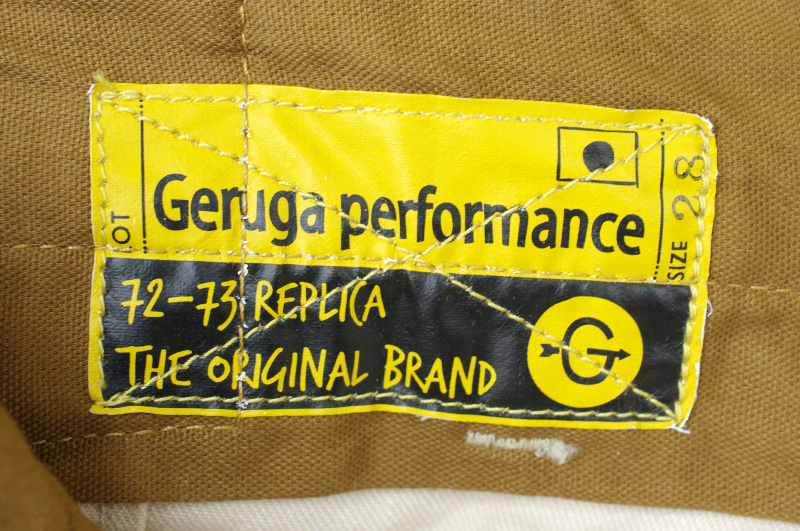 LOT
Geruga performance
SIZE 28
72-73 REPLICA
THE ORIGINAL BRAND
G